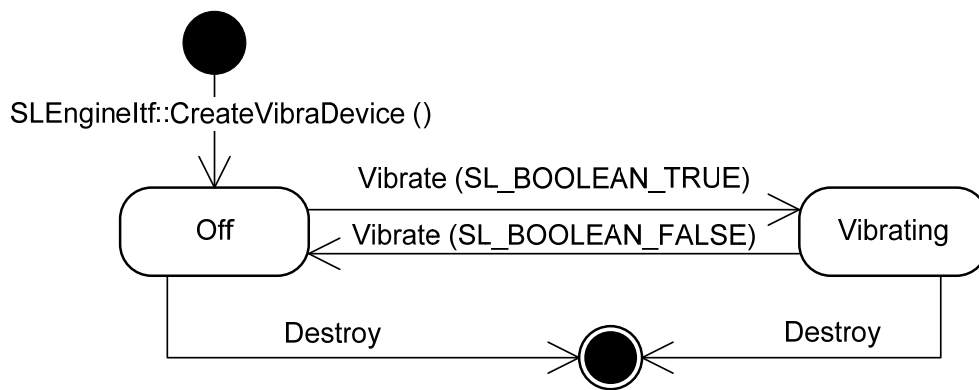 SLEngineItf::CreateVibraDevice ()
Vibrate (SL_BOOLEAN_TRUE)
Off
Vibrate (SL_BOOLEAN_FALSE)
Vibrating
Destroy
Destroy